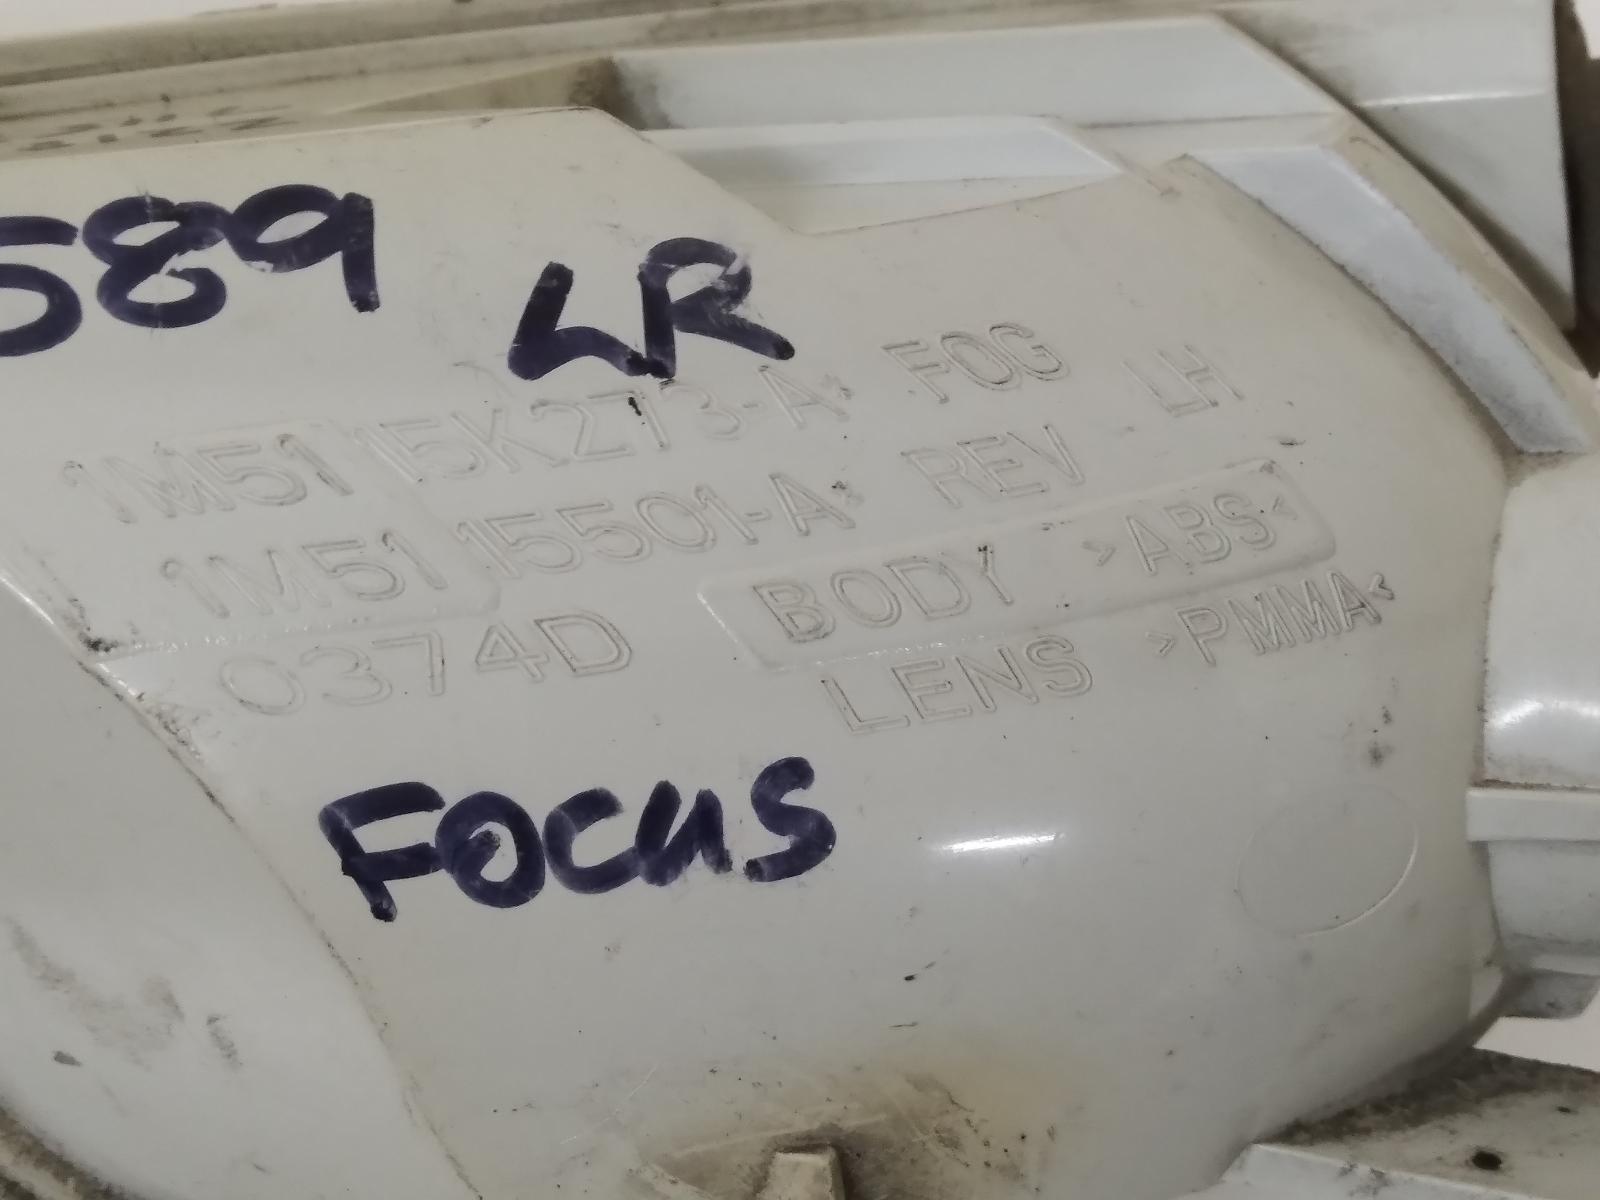 589 LR
1M51 15K273-A* FOG
1M51 15501-A* REV LH
0374D BODY >ABS<
LENS >PMMA<
FOCUS